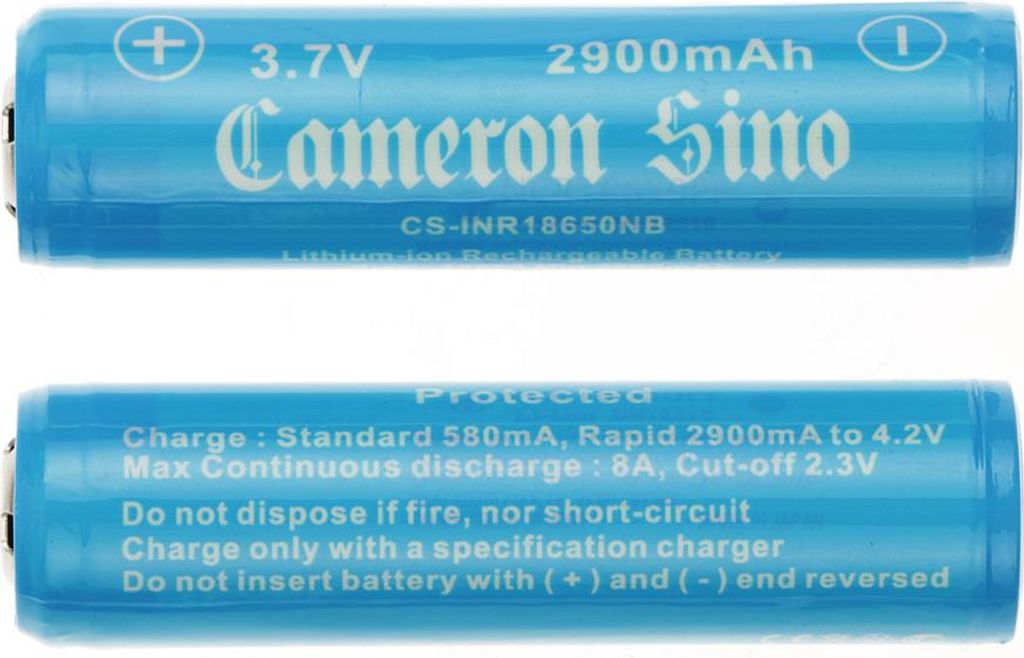 + 3.7V 2900mAh -
Cameron Sino
CS-INR18650NB
Lithium-ion Rechargeable Battery
Protected
Charge : Standard 580mA, Rapid 2900mA to 4.2V
Max Continuous discharge : 8A, Cut-off 2.3V
Do not dispose if fire, nor short-circuit
Charge only with a specification charger
Do not insert battery with ( + ) and ( - ) end reversed